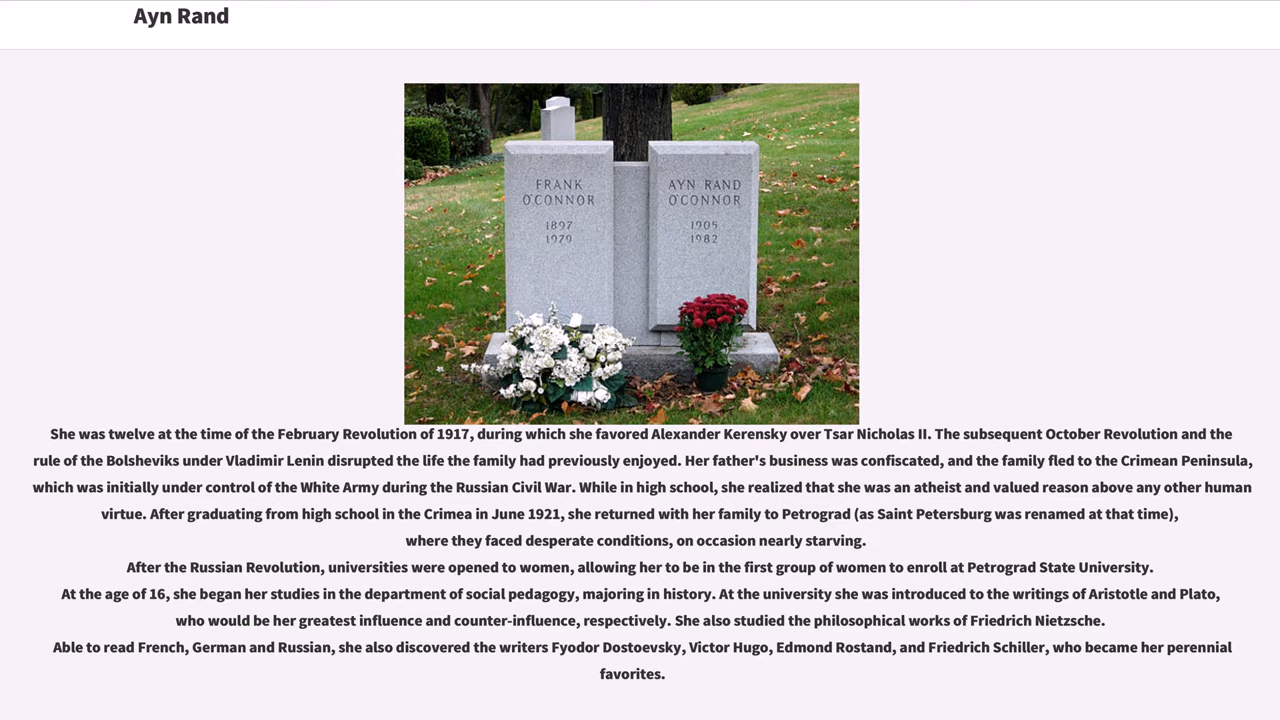 Ayn Rand
FRANK
O'CONNOR
1897
1979
AYN RAND
O'CONNOR
1905
1982
She was twelve at the time of the February Revolution of 1917, during which she favored Alexander Kerensky over Tsar Nicholas II. The subsequent October Revolution and the
rule of the Bolsheviks under Vladimir Lenin disrupted the life the family had previously enjoyed. Her father's business was confiscated, and the family fled to the Crimean Peninsula,
which was initially under control of the White Army during the Russian Civil War. While in high school, she realized that she was an atheist and valued reason above any other human
virtue. After graduating from high school in the Crimea in June 1921, she returned with her family to Petrograd (as Saint Petersburg was renamed at that time),
where they faced desperate conditions, on occasion nearly starving.
After the Russian Revolution, universities were opened to women, allowing her to be in the first group of women to enroll at Petrograd State University.
At the age of 16, she began her studies in the department of social pedagogy, majoring in history. At the university she was introduced to the writings of Aristotle and Plato,
who would be her greatest influence and counter-influence, respectively. She also studied the philosophical works of Friedrich Nietzsche.
Able to read French, German and Russian, she also discovered the writers Fyodor Dostoevsky, Victor Hugo, Edmond Rostand, and Friedrich Schiller, who became her perennial
favorites.